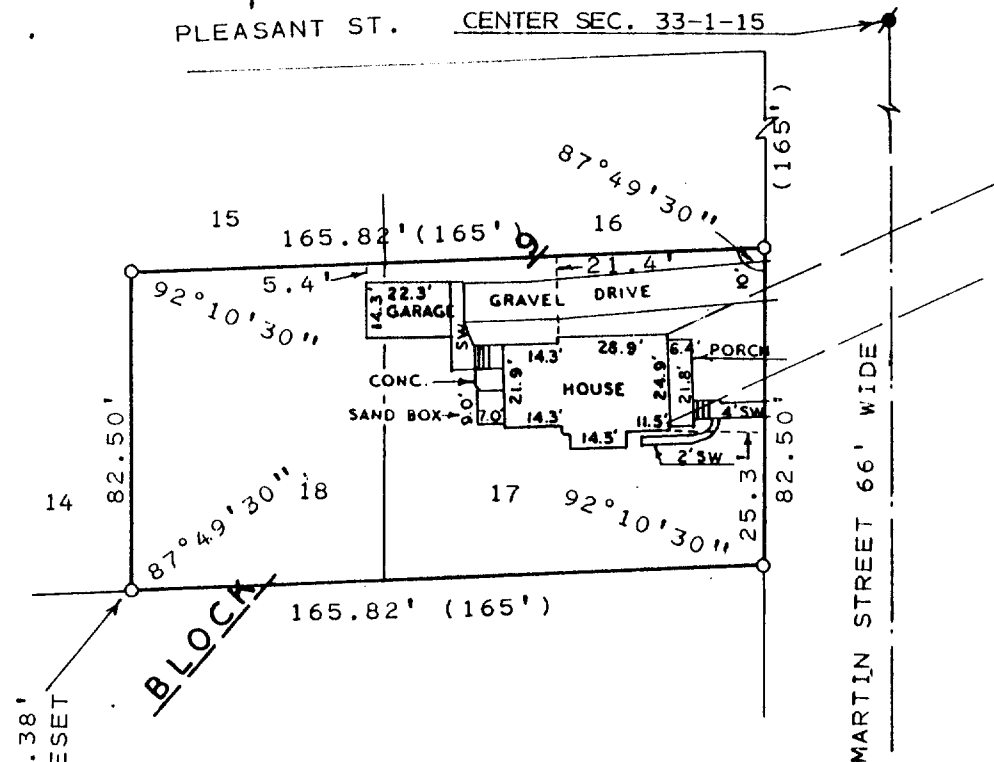 PLEASANT ST. CENTER SEC. 33-1-15
(165')
87°49'30"
15
16
165.82'(165')
9
5.4'
21.4'
10'
92°10'30"
14.3'
22.3'
GARAGE
SW
GRAVEL DRIVE
14.3'
28.9'
6.4'
PORCH
CONC.
21.9'
HOUSE
24.9'
21.8'
SAND BOX
9.0'
7.0'
14.3'
14.5'
11.5'
4'SW
2'SW
82.50'
82.50'
25.3'
14
18
17
87°49'30"
92°10'30"
165.82' (165')
BLOCK
MARTIN STREET 66' WIDE
.38'
ESET